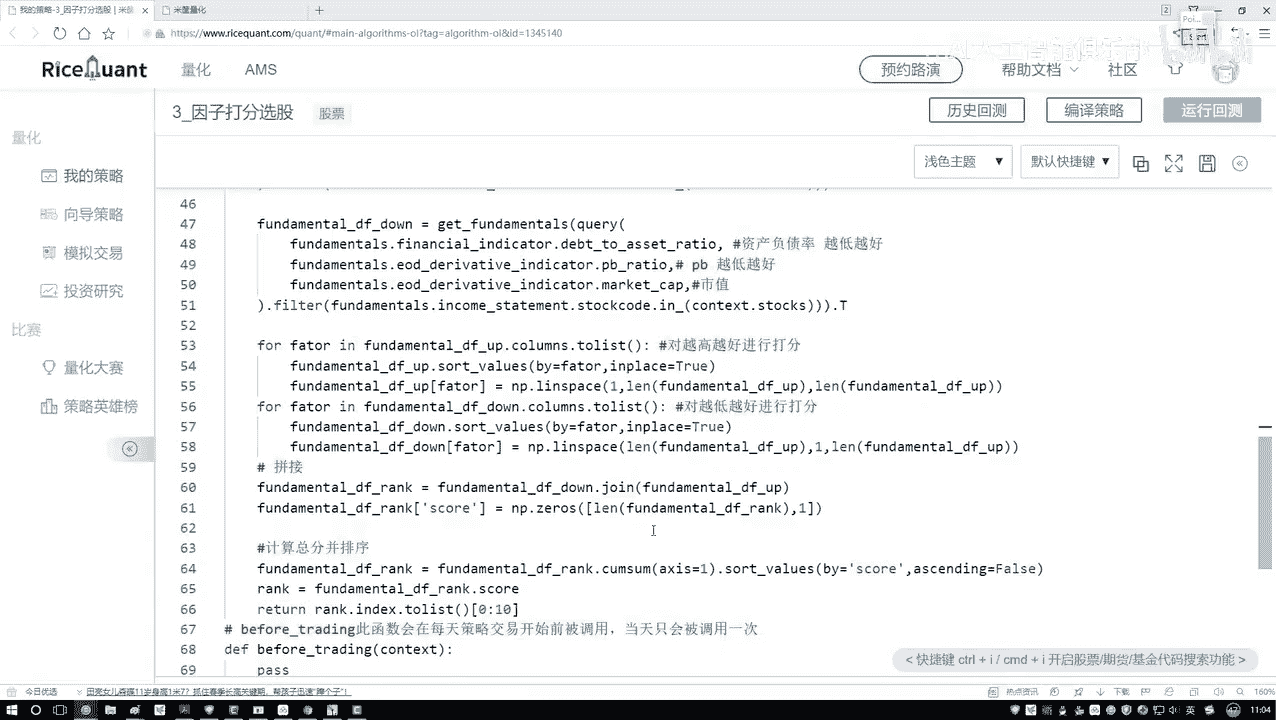 我的策略-3_因子打分选股 | 米筐
米筐量化
https://www.ricequant.com/quant/#main-algorithms-ol?tag=algorithm-ol&id=1345140
RiceQuant 量化 AMS 预约路演 帮助文档 社区
3_因子打分选股 股票 历史回测 编译策略 运行回测
浅色主题 默认快捷键
量化
我的策略
向导策略
模拟交易
投资研究
比赛
量化大赛
策略英雄榜
46
47 fundamental_df_down = get_fundamentals(query(
48 fundamentals.financial_indicator.debt_to_asset_ratio, #资产负债率 越低越好
49 fundamentals.eod_derivative_indicator.pb_ratio,# pb 越低越好
50 fundamentals.eod_derivative_indicator.market_cap,#市值
51 ).filter(fundamentals.income_statement.stockcode.in_(context.stocks))).T
52
53 for fator in fundamental_df_up.columns.tolist(): #对越高越好进行打分
54 fundamental_df_up.sort_values(by=fator,inplace=True)
55 fundamental_df_up[fator] = np.linspace(1,len(fundamental_df_up),len(fundamental_df_up))
56 for fator in fundamental_df_down.columns.tolist(): #对越低越好进行打分
57 fundamental_df_down.sort_values(by=fator,inplace=True)
58 fundamental_df_down[fator] = np.linspace(len(fundamental_df_up),1,len(fundamental_df_up))
59 # 拼接
60 fundamental_df_rank = fundamental_df_down.join(fundamental_df_up)
61 fundamental_df_rank['score'] = np.zeros([len(fundamental_df_rank),1])
62
63 #计算总分并排序
64 fundamental_df_rank = fundamental_df_rank.cumsum(axis=1).sort_values(by='score',ascending=False)
65 rank = fundamental_df_rank.score
66 return rank.index.tolist()[0:10]
67 # before_trading此函数会在每天策略交易开始前被调用，当天只会被调用一次
68 def before_trading(context):
69 pass
< 快捷键 ctrl + i / cmd + i 开启股票/期货/基金代码搜索功能 >
今日优选 热点资讯 下载 160%
11:04